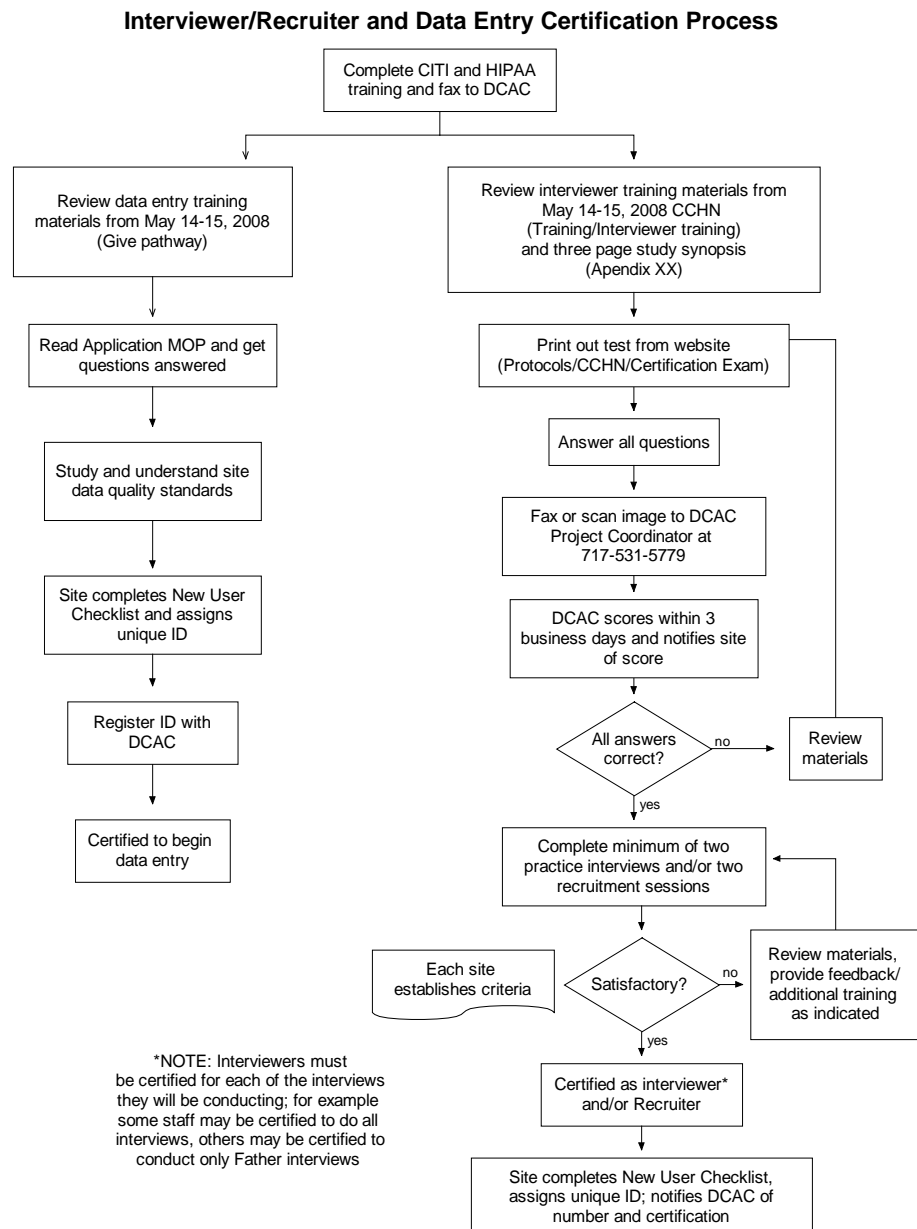 Interviewer/Recruiter and Data Entry Certification Process
Complete CITI and HIPAA
training and fax to DCAC
Review data entry training
materials from May 14-15, 2008
(Give pathway)
Read Application MOP and get
questions answered
Study and understand site
data quality standards
Site completes New User
Checklist and assigns
unique ID
Register ID with
DCAC
Certified to begin
data entry
Review interviewer training materials from
May 14-15, 2008 CCHN
(Training/Interviewer training)
and three page study synopsis
(Apendix XX)
Print out test from website
(Protocols/CCHN/Certification Exam)
Answer all questions
Fax or scan image to DCAC
Project Coordinator at
717-531-5779
DCAC scores within 3
business days and notifies site
of score
All answers
correct?
no
Review
materials
yes
Complete minimum of two
practice interviews and/or two
recruitment sessions
Each site
establishes criteria
Satisfactory?
no
Review materials,
provide feedback/
additional training
as indicated
yes
Certified as interviewer*
and/or Recruiter
Site completes New User Checklist,
assigns unique ID; notifies DCAC of
number and certification
*NOTE: Interviewers must
be certified for each of the interviews
they will be conducting; for example
some staff may be certified to do all
interviews, others may be certified to
conduct only Father interviews